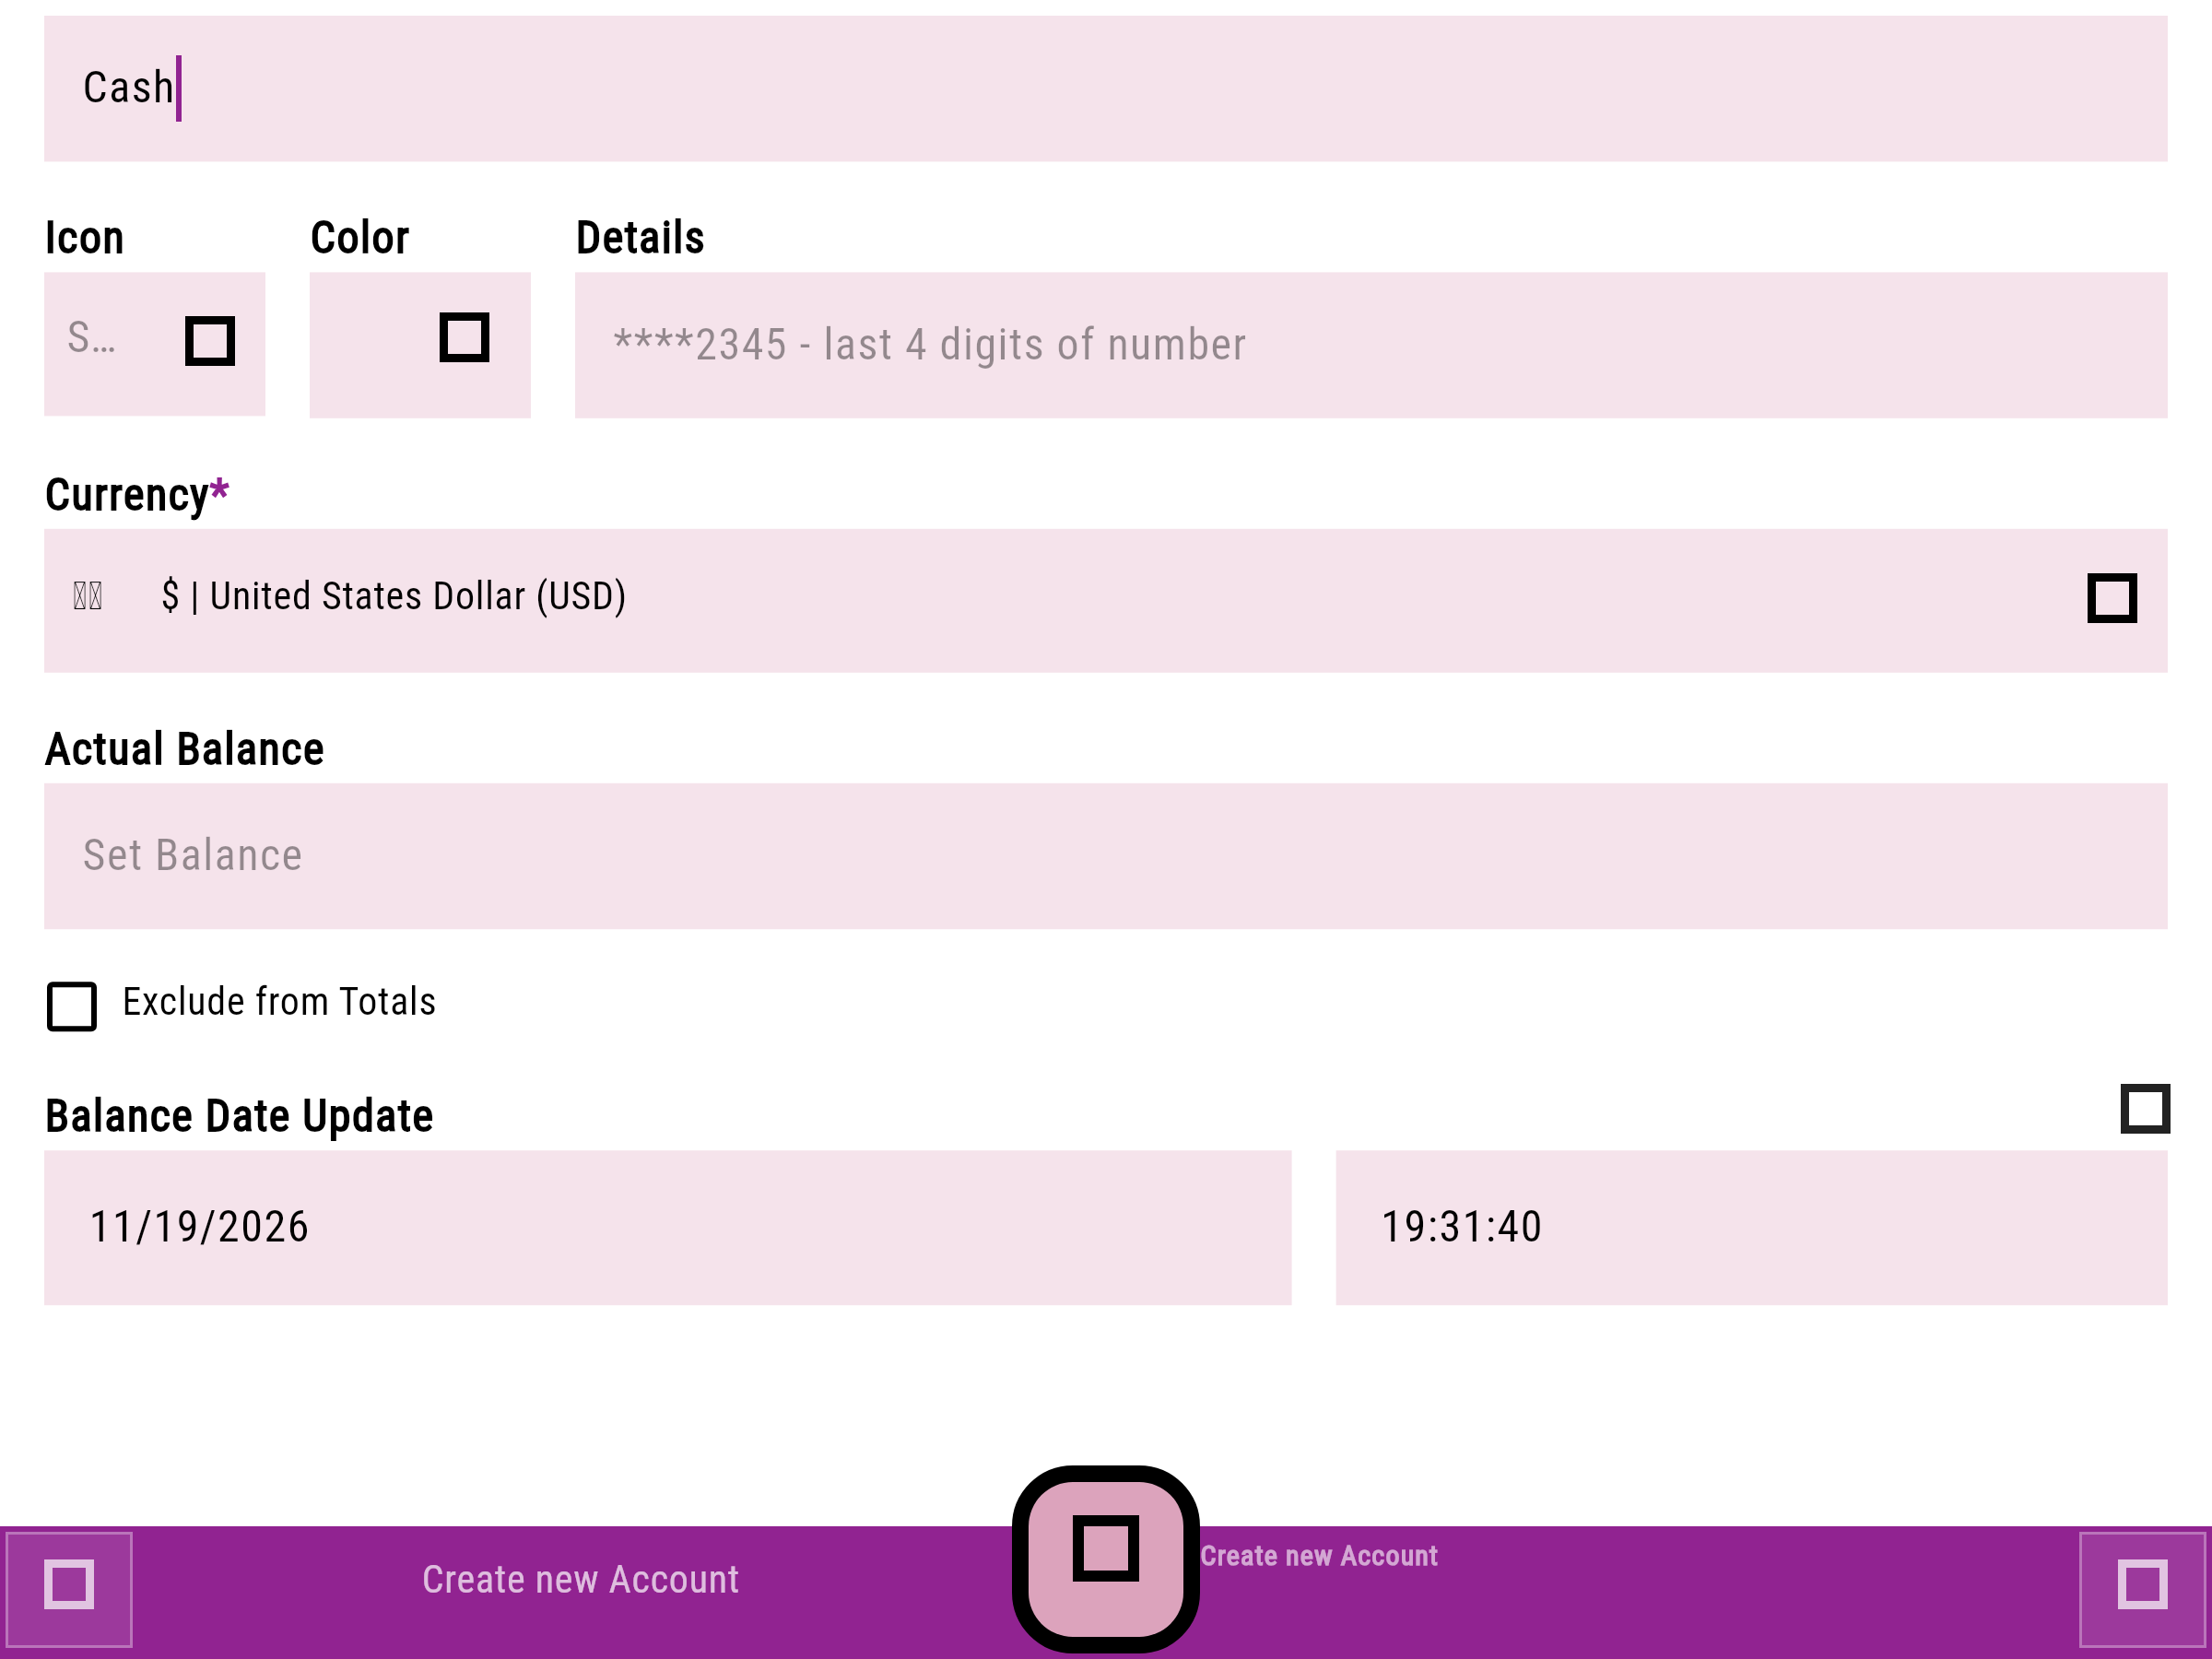 Cash
Icon
Color
Details
S...
****2345 - last 4 digits of number
Currency*
$ | United States Dollar (USD)
Actual Balance
Set Balance
Exclude from Totals
Balance Date Update
11/19/2026
19:31:40
Create new Account
Create new Account